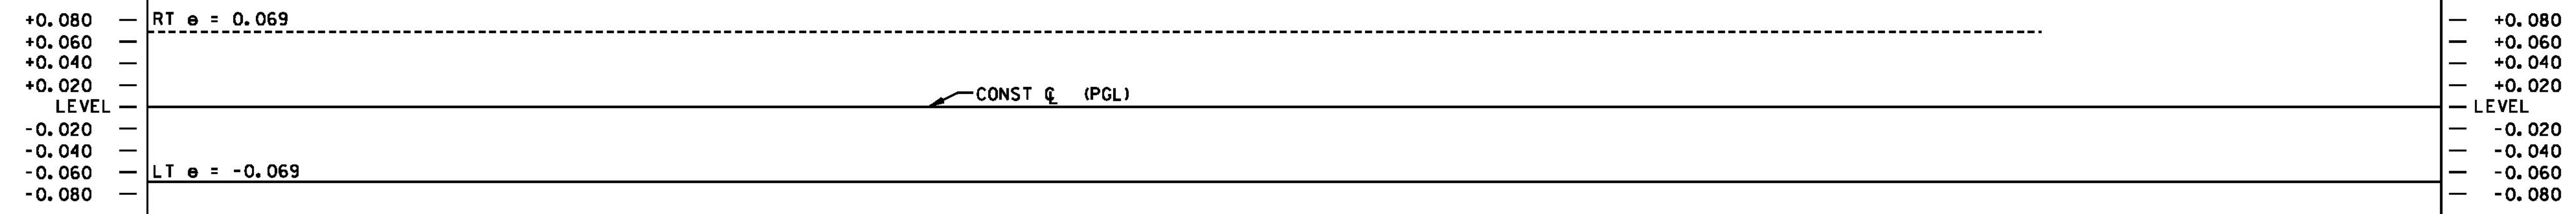 +0.080 RT e = 0.069 +0.080
+0.060 +0.060
+0.040 +0.040
+0.020 CONST ℄ (PGL) +0.020
LEVEL LEVEL
-0.020 -0.020
-0.040 -0.040
-0.060 LT e = -0.069 -0.060
-0.080 -0.080